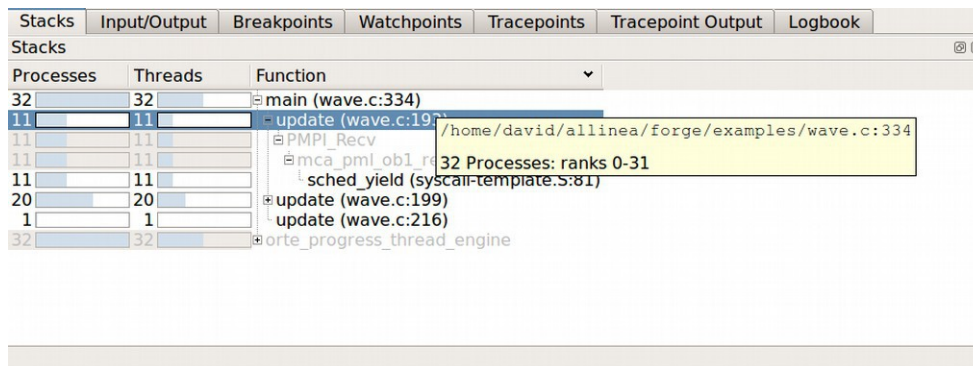 Stacks Input/Output Breakpoints Watchpoints Tracepoints Tracepoint Output Logbook
Stacks
Processes Threads Function
32 32 main (wave.c:334)
11 11 update (wave.c:193
/home/david/allinea/forge/examples/wave.c:334
11 11 PMPI_Recv
11 11 mca_pml_ob1_re
32 Processes: ranks 0-31
11 11 sched_yield (syscall-template.S:81)
20 20 update (wave.c:199)
1 1 update (wave.c:216)
32 32 orte_progress_thread_engine